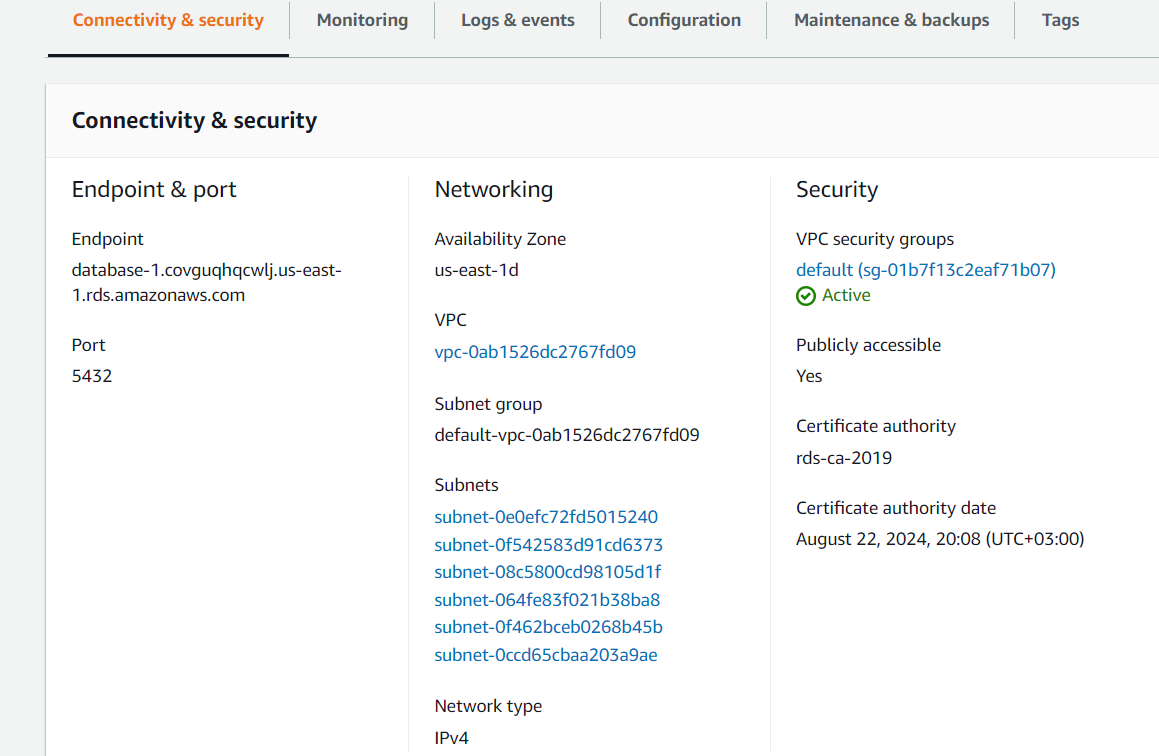 Connectivity & security
Monitoring
Logs & events
Configuration
Maintenance & backups
Tags
Connectivity & security
Endpoint & port
Endpoint
database-1.covguqhqcwlj.us-east-
1.rds.amazonaws.com
Port
5432
Networking
Availability Zone
us-east-1d
VPC
vpc-0ab1526dc2767fd09
Subnet group
default-vpc-0ab1526dc2767fd09
Subnets
subnet-0e0efc72fd5015240
subnet-0f542583d91cd6373
subnet-08c5800cd98105d1f
subnet-064fe83f021b38ba8
subnet-0f462bceb0268b45b
subnet-0ccd65cbaa203a9ae
Network type
IPv4
Security
VPC security groups
default (sg-01b7f13c2eaf71b07)
Active
Publicly accessible
Yes
Certificate authority
rds-ca-2019
Certificate authority date
August 22, 2024, 20:08 (UTC+03:00)